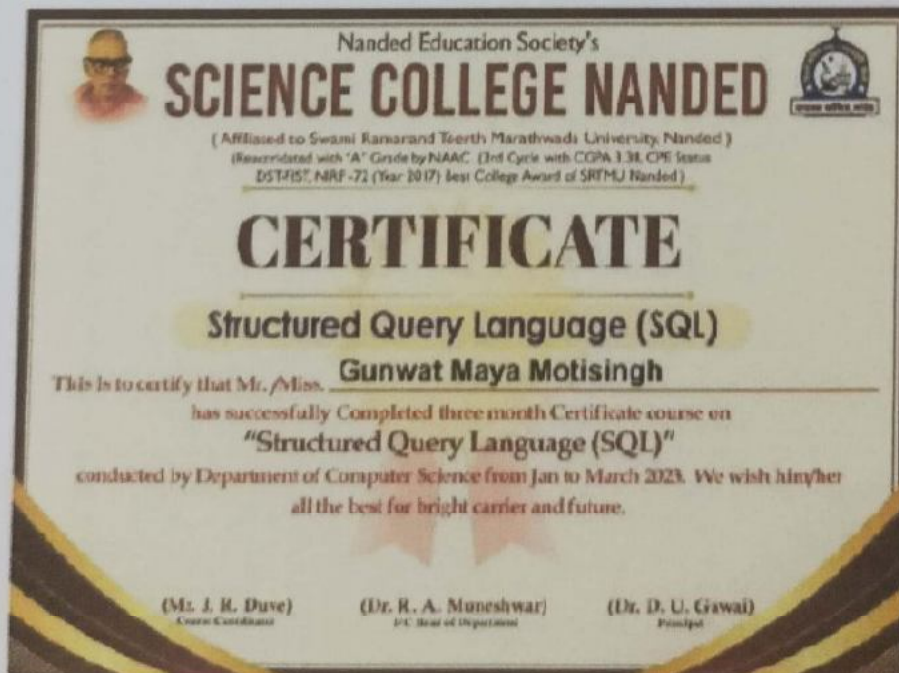 Nanded Education Society's
SCIENCE COLLEGE NANDED
( Affiliated to Swami Ramanand Teerth Marathwada University, Nanded )
(Reaccridated with "A" Grade by NAAC (3rd Cycle with CGPA 3.38, CPE Status
DST-FIST, NIRF -72 (Year 2017) Best College Award of SRTMU Nanded )
CERTIFICATE
Structured Query Language (SQL)
Gunwat Maya Motisingh
This is to certify that Mr./Miss.
has successfully Completed three month Certificate course on
"Structured Query Language (SQL)"
conducted by Department of Computer Science from Jan to March 2023. We wish him/her
all the best for bright carrier and future.
(Ms. J. R. Duve) (Dr. R. A. Muneshwar) (Dr. D. U. Gawai)
Course Coordinator I/C Head of Department Principal